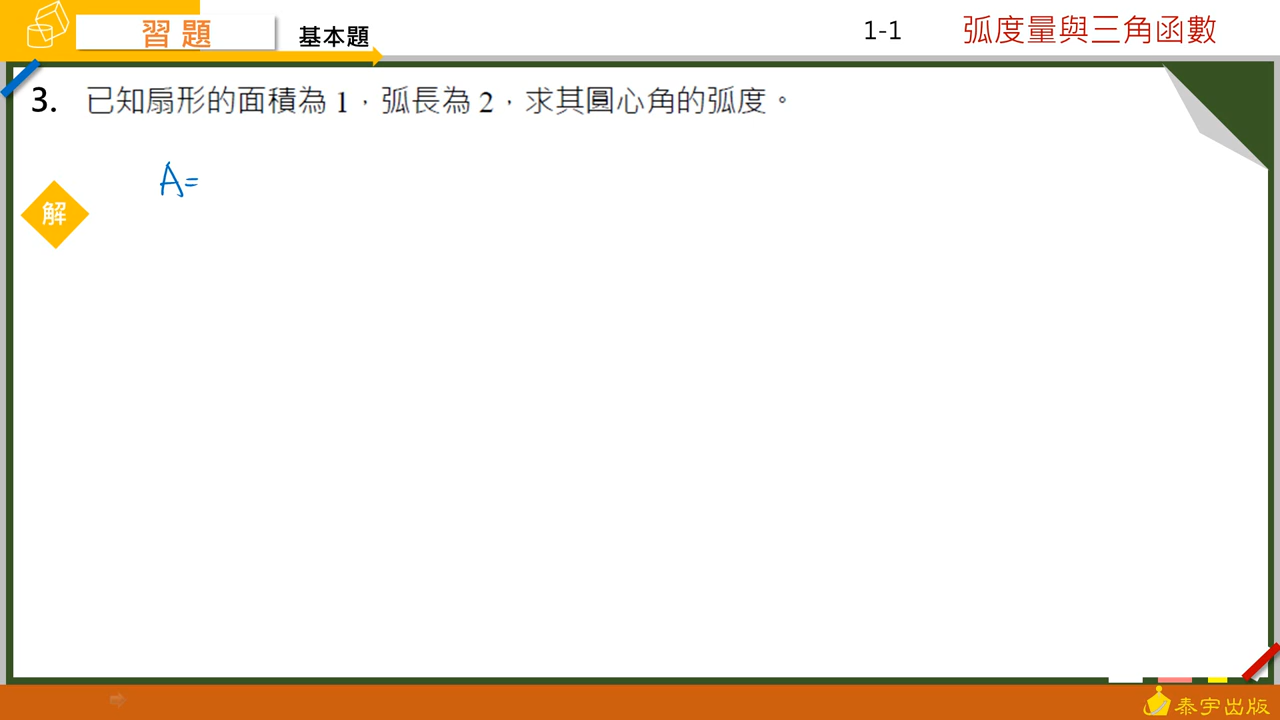 習題
基本題
1-1
弧度量與三角函數
3. 已知扇形的面積為 1，弧長為 2，求其圓心角的弧度。
A=
解
泰宇出版